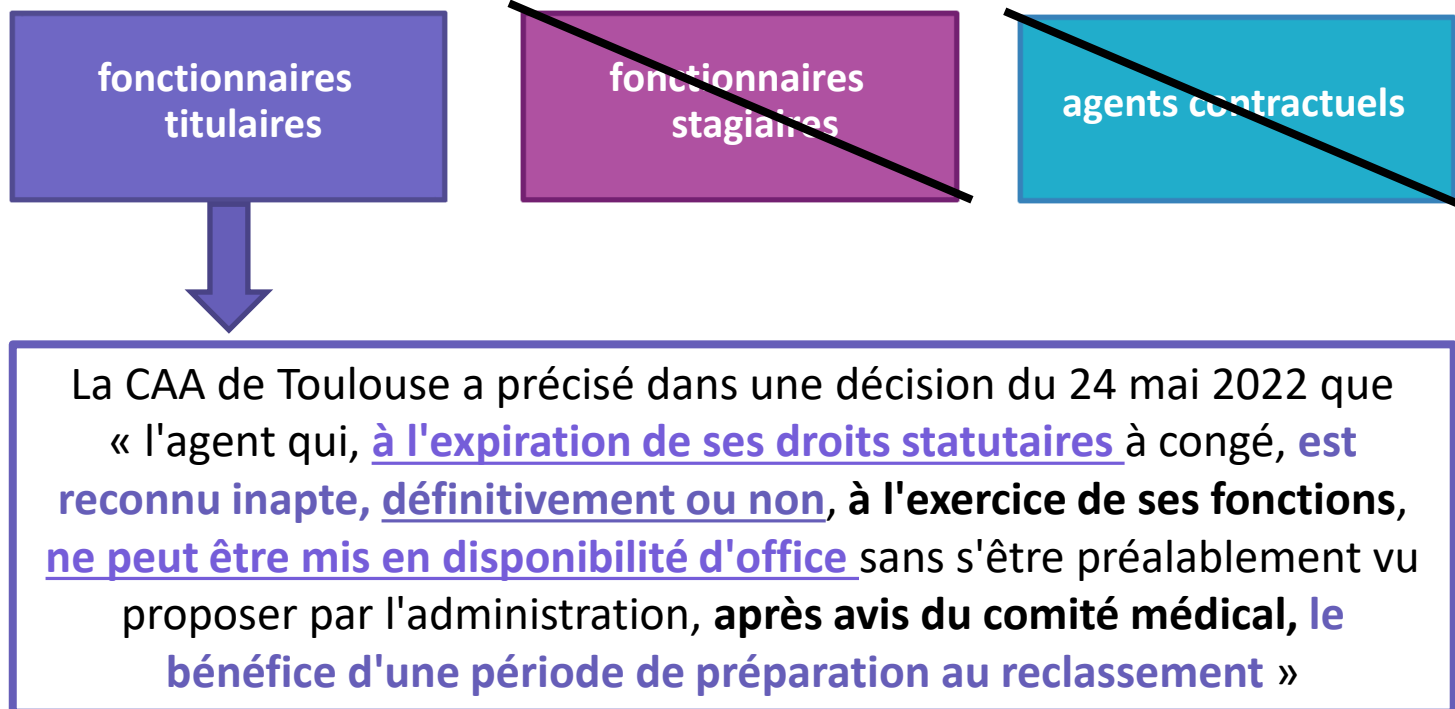 fonctionnaires
titulaires
fonctionnaires
stagiaires
agents contractuels
La CAA de Toulouse a précisé dans une décision du 24 mai 2022 que
« l'agent qui, à l'expiration de ses droits statutaires à congé, est
reconnu inapte, définitivement ou non, à l'exercice de ses fonctions,
ne peut être mis en disponibilité d'office sans s'être préalablement vu
proposer par l'administration, après avis du comité médical, le
bénéfice d'une période de préparation au reclassement »